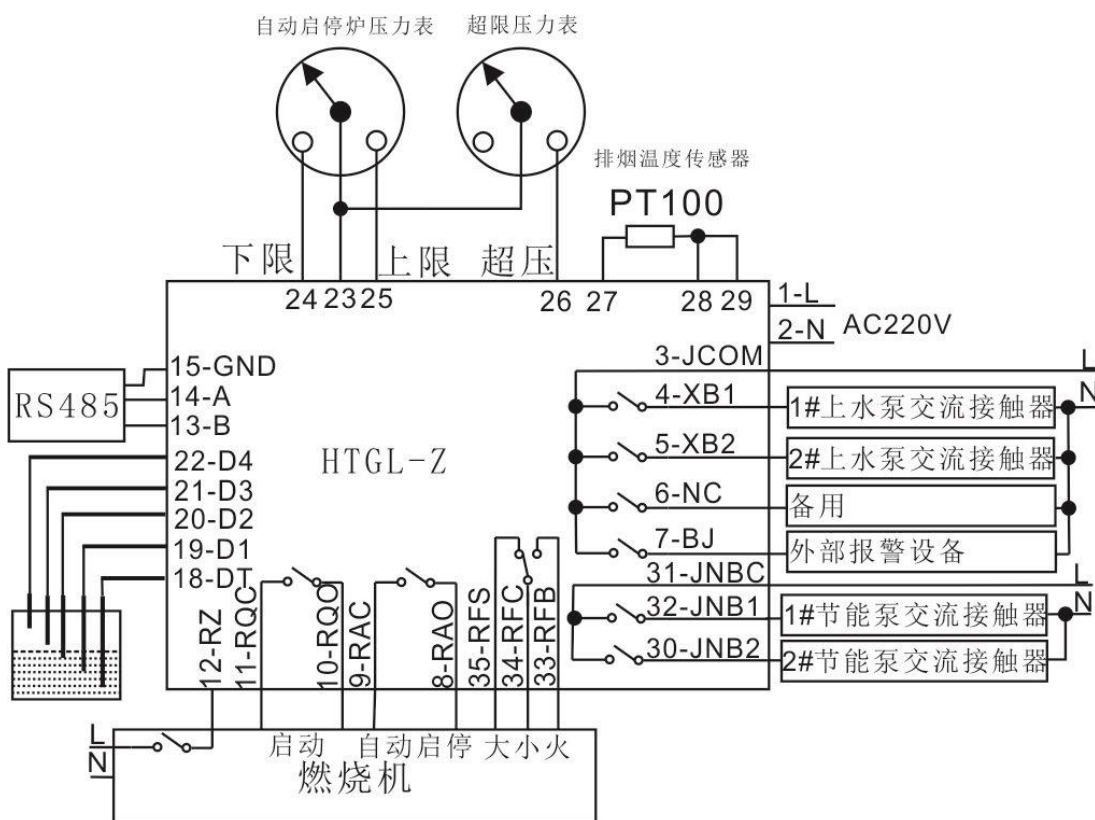 自动启停炉压力表
超限压力表
排烟温度传感器
PT100
下限
上限
超压
24
23
25
26
27
28
29
1-L
2-N
AC220V
3-JCOM
L
4-XB1
1#上水泵交流接触器
N
5-XB2
2#上水泵交流接触器
6-NC
备用
7-BJ
外部报警设备
31-JNBC
L
32-JNB1
1#节能泵交流接触器
N
30-JNB2
2#节能泵交流接触器
RS485
15-GND
14-A
13-B
HTGL-Z
22-D4
21-D3
20-D2
19-D1
18-DT
12-RZ
11-RQC
10-RQO
9-RAC
8-RAO
35-RFS
34-RFC
33-RFB
L
N
启动
自动启停
大小火
燃烧机